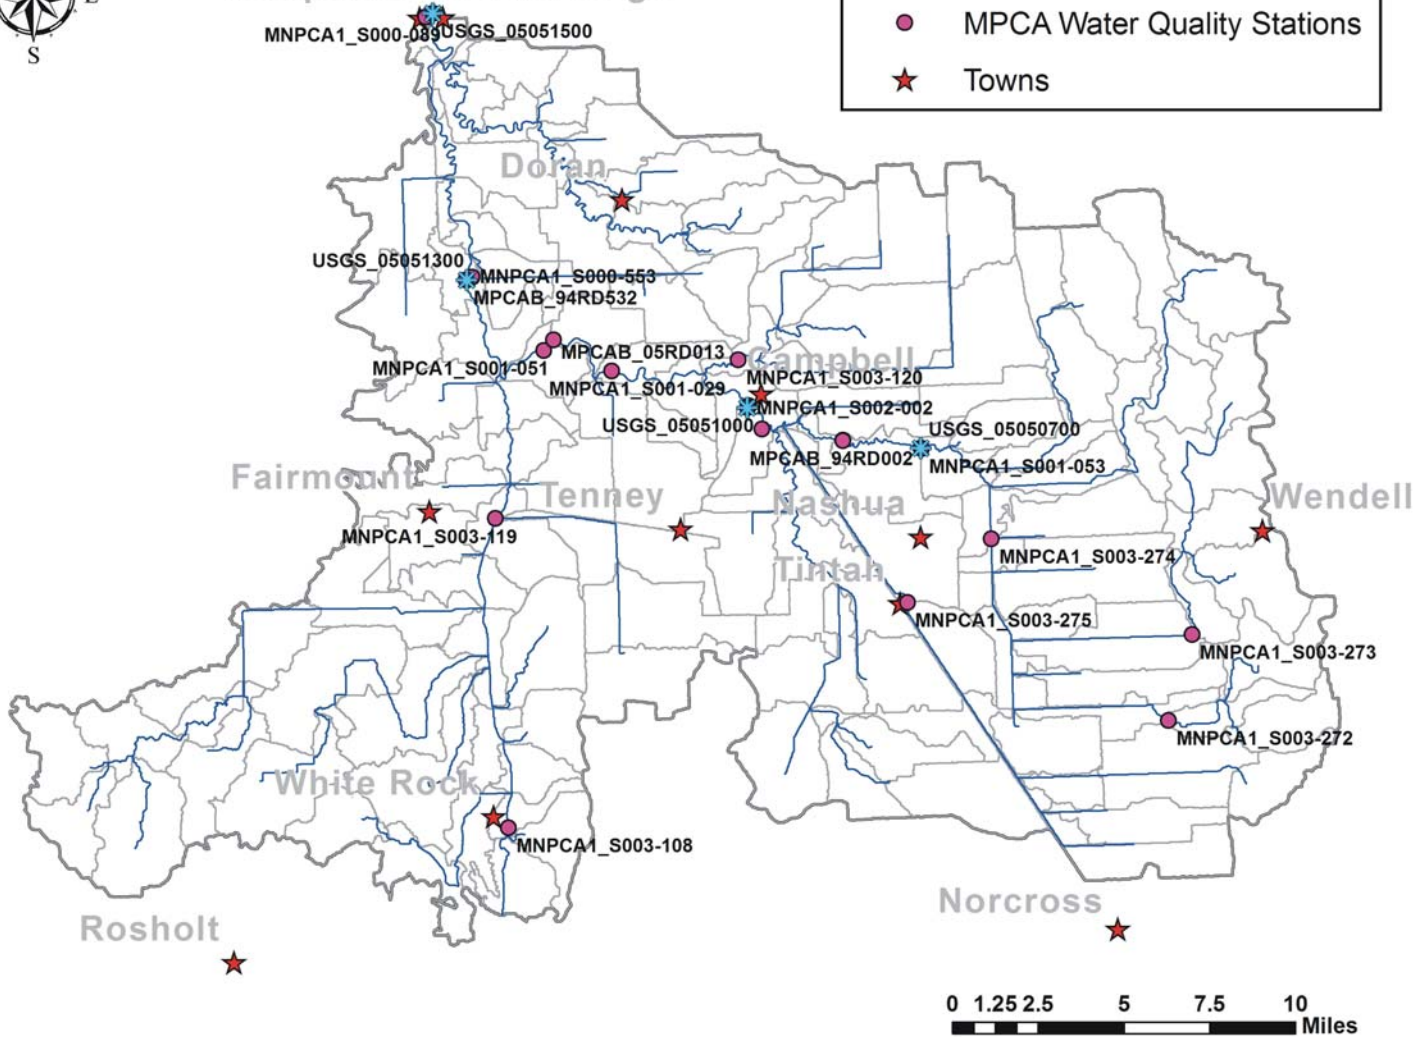 E
S
MPCA Water Quality Stations
Towns
MNPCA1_S000-089
USGS_05051500
Doran
USGS_05051300
MNPCA1_S000-553
MPCAB_94RD532
MPCAB_05RD013
Campbell
MNPCA1_S001-051
MNPCA1_S003-120
MNPCA1_S001-029
MNPCA1_S002-002
USGS_05051000
USGS_05050700
MPCAB_94RD002
MNPCA1_S001-053
Fairmount
Tenney
Nashua
Wendell
MNPCA1_S003-119
MNPCA1_S003-274
Tintah
MNPCA1_S003-275
MNPCA1_S003-273
MNPCA1_S003-272
White Rock
MNPCA1_S003-108
Norcross
Rosholt
0 1.25 2.5 5 7.5 10
Miles